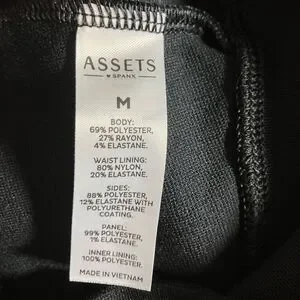 ASSETS
♥ SPANX
M
BODY:
69% POLYESTER,
27% RAYON,
4% ELASTANE.
WAIST LINING:
80% NYLON,
20% ELASTANE.
SIDES:
88% POLYESTER,
12% ELASTANE WITH
POLYURETHANE
COATING.
PANEL:
99% POLYESTER,
1% ELASTANE.
INNER LINING:
100% POLYESTER.
MADE IN VIETNAM